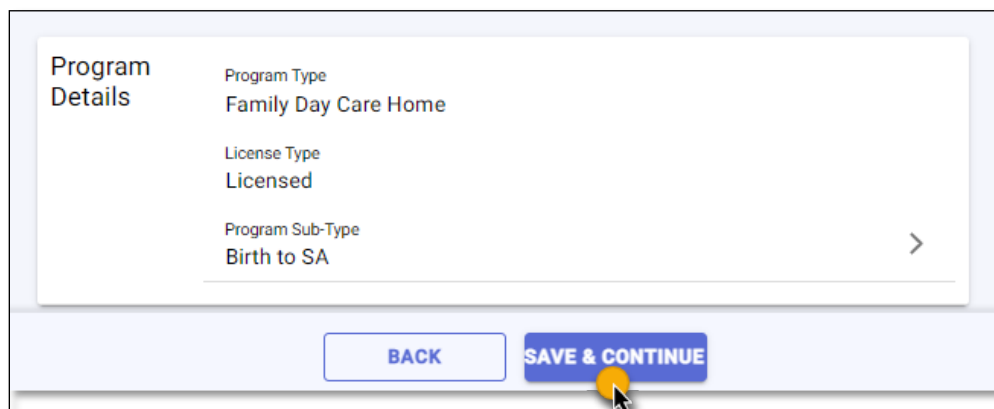 Program
Details
Program Type
Family Day Care Home
License Type
Licensed
Program Sub-Type
Birth to SA
BACK
SAVE & CONTINUE